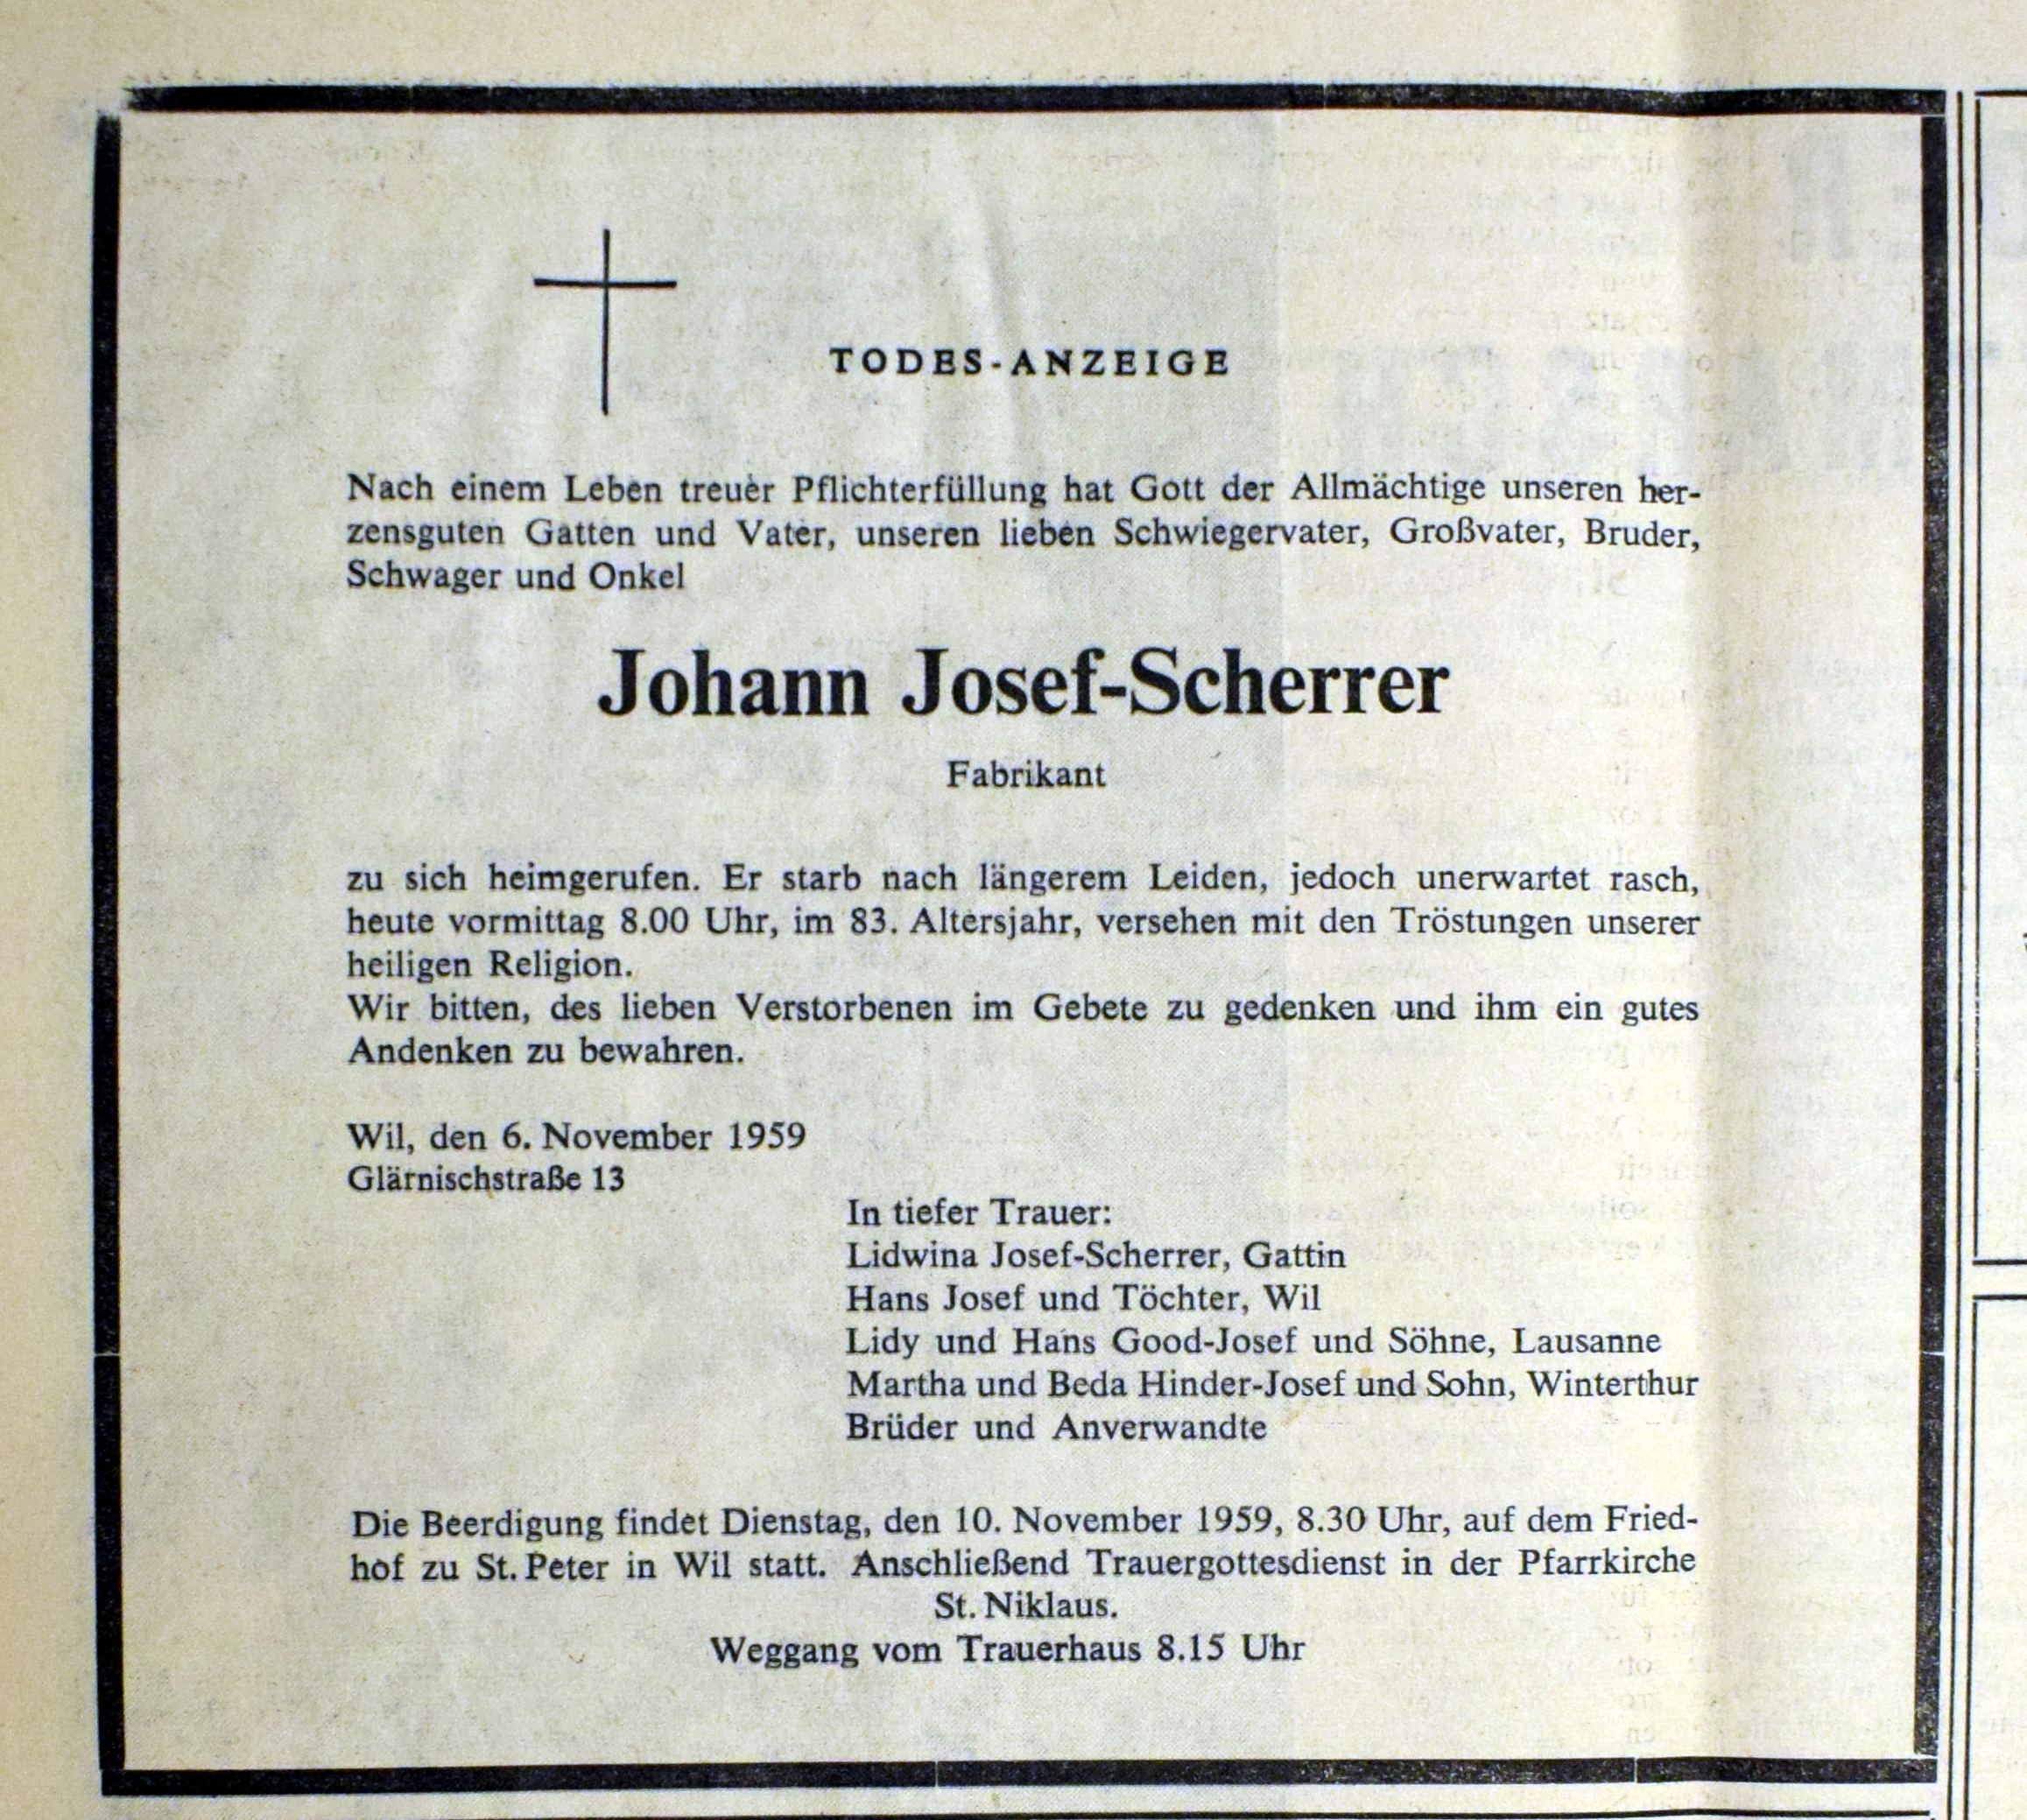 TODES-ANZEIGE
Nach einem Leben treuer Pflichterfüllung hat Gott der Allmächtige unseren her-
zensguten Gatten und Vater, unseren lieben Schwiegervater, Großvater, Bruder,
Schwager und Onkel
Johann Josef-Scherrer
Fabrikant
zu sich heimgerufen. Er starb nach längerem Leiden, jedoch unerwartet rasch,
heute vormittag 8.00 Uhr, im 83. Altersjahr, versehen mit den Tröstungen unserer
heiligen Religion.
Wir bitten, des lieben Verstorbenen im Gebete zu gedenken und ihm ein gutes
Andenken zu bewahren.
Wil, den 6. November 1959
Glärnischstraße 13
In tiefer Trauer:
Lidwina Josef-Scherrer, Gattin
Hans Josef und Töchter, Wil
Lidy und Hans Good-Josef und Söhne, Lausanne
Martha und Beda Hinder-Josef und Sohn, Winterthur
Brüder und Anverwandte
Die Beerdigung findet Dienstag, den 10. November 1959, 8.30 Uhr, auf dem Fried-
hof zu St. Peter in Wil statt. Anschließend Trauergottesdienst in der Pfarrkirche
St. Niklaus.
Weggang vom Trauerhaus 8.15 Uhr